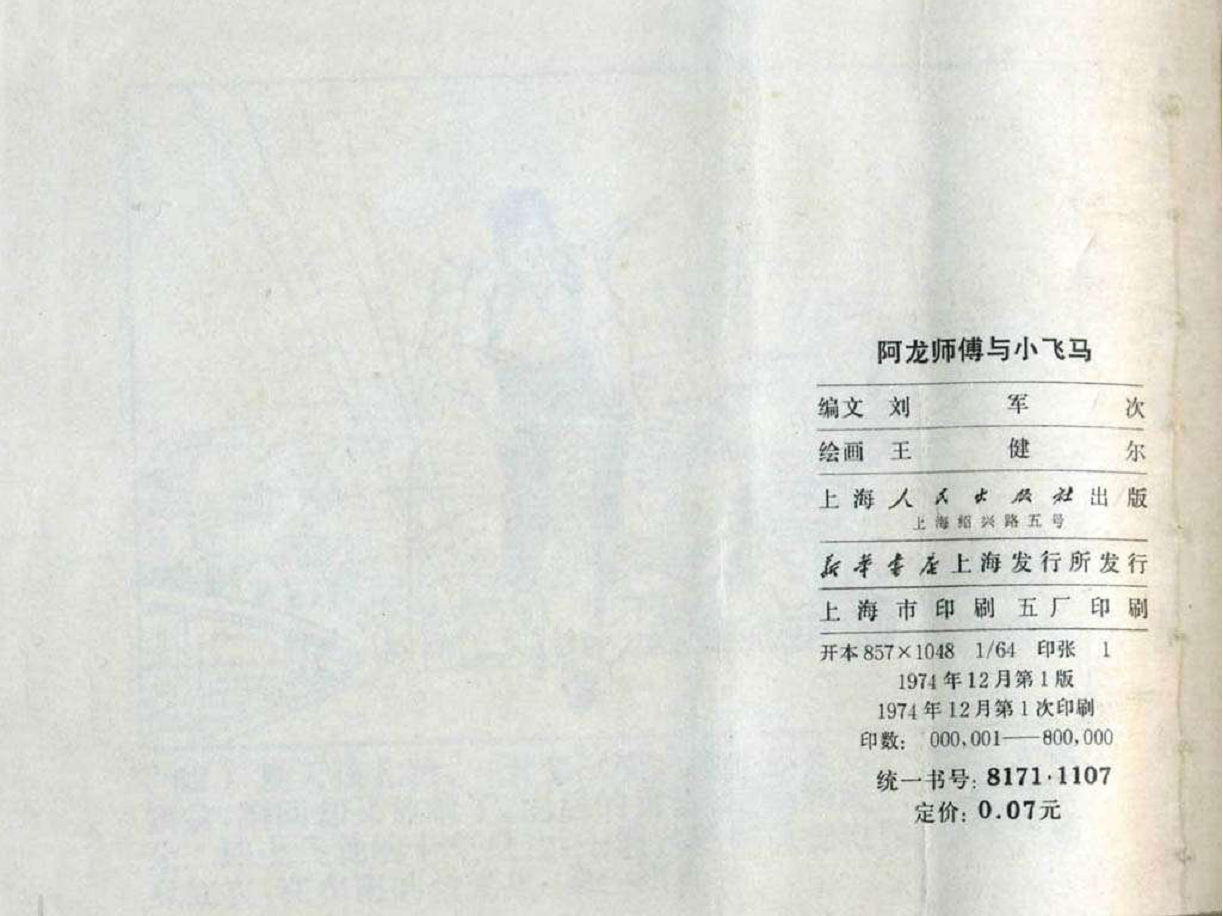 阿龙师傅与小飞马
编文 刘军次
绘画 王健尔
上海人民出版社出版
上海绍兴路五号
新华书店上海发行所发行
上海市印刷五厂印刷
开本 857×1048 1/64 印张 1
1974年12月第1版
1974年12月第1次印刷
印数: 000,001——800,000
统一书号: 8171·1107
定价: 0.07元